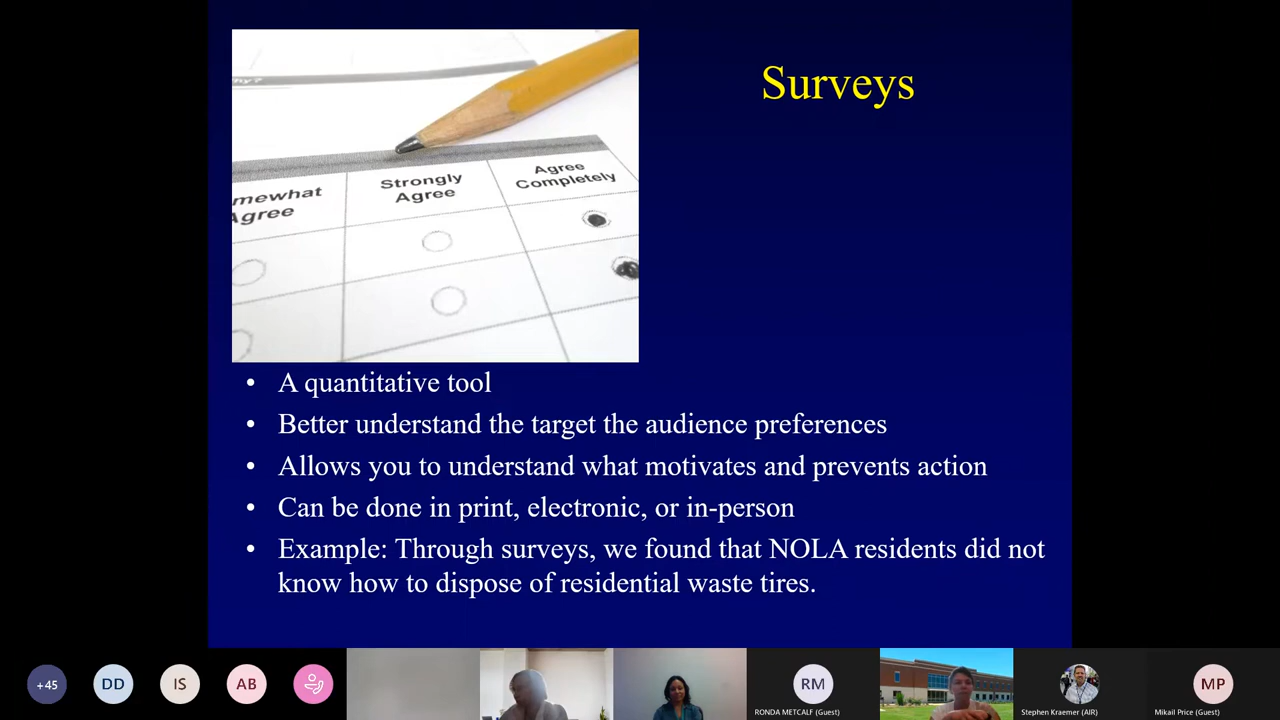 Surveys
Strongly
Agree
Agree
Completely
Agree
• A quantitative tool
• Better understand the target the audience preferences
• Allows you to understand what motivates and prevents action
• Can be done in print, electronic, or in-person
• Example: Through surveys, we found that NOLA residents did not
know how to dispose of residential waste tires.
+45
DD
IS
AB
RM
RONDA METCALF (Guest)
Stephen Kraemer (AIR)
MP
Mikail Price (Guest)